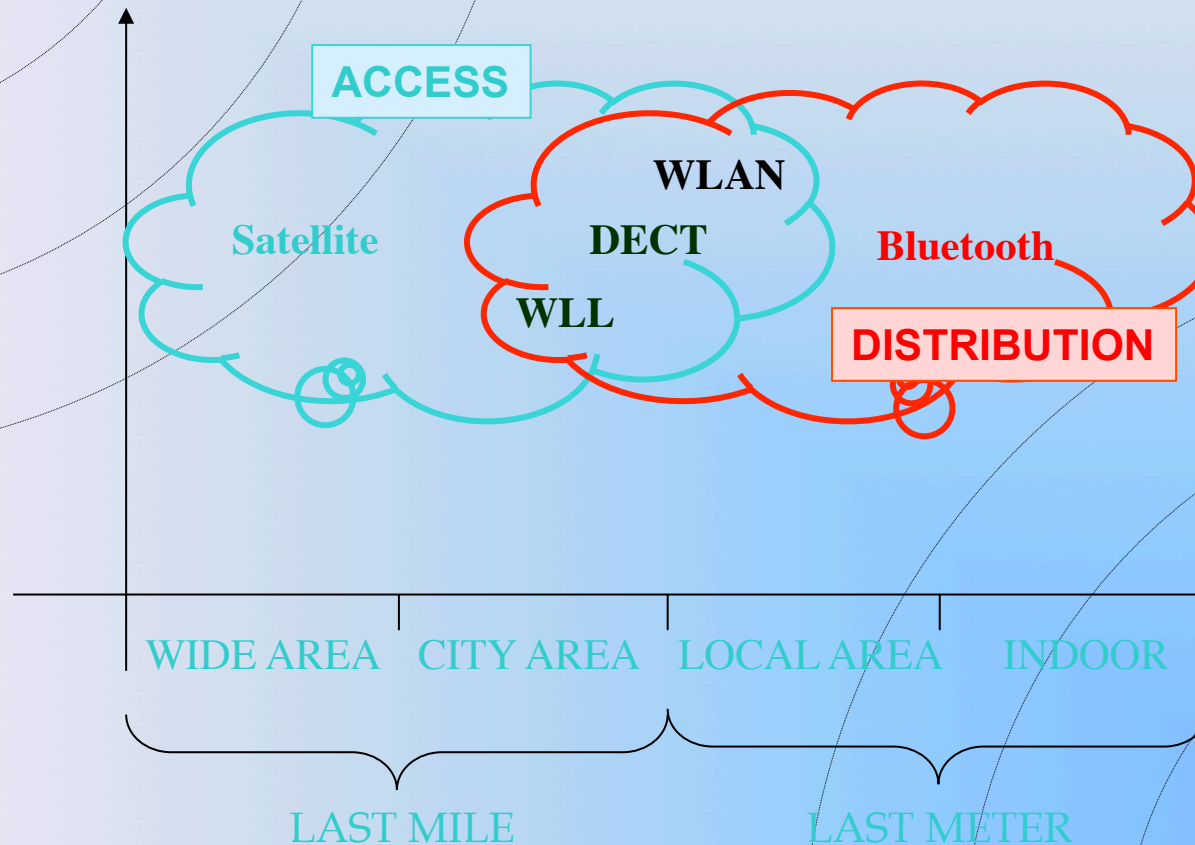 ACCESS
WLAN
Satellite DECT Bluetooth
WLL
DISTRIBUTION
WIDE AREA CITY AREA LOCAL AREA INDOOR
LAST MILE LAST METER